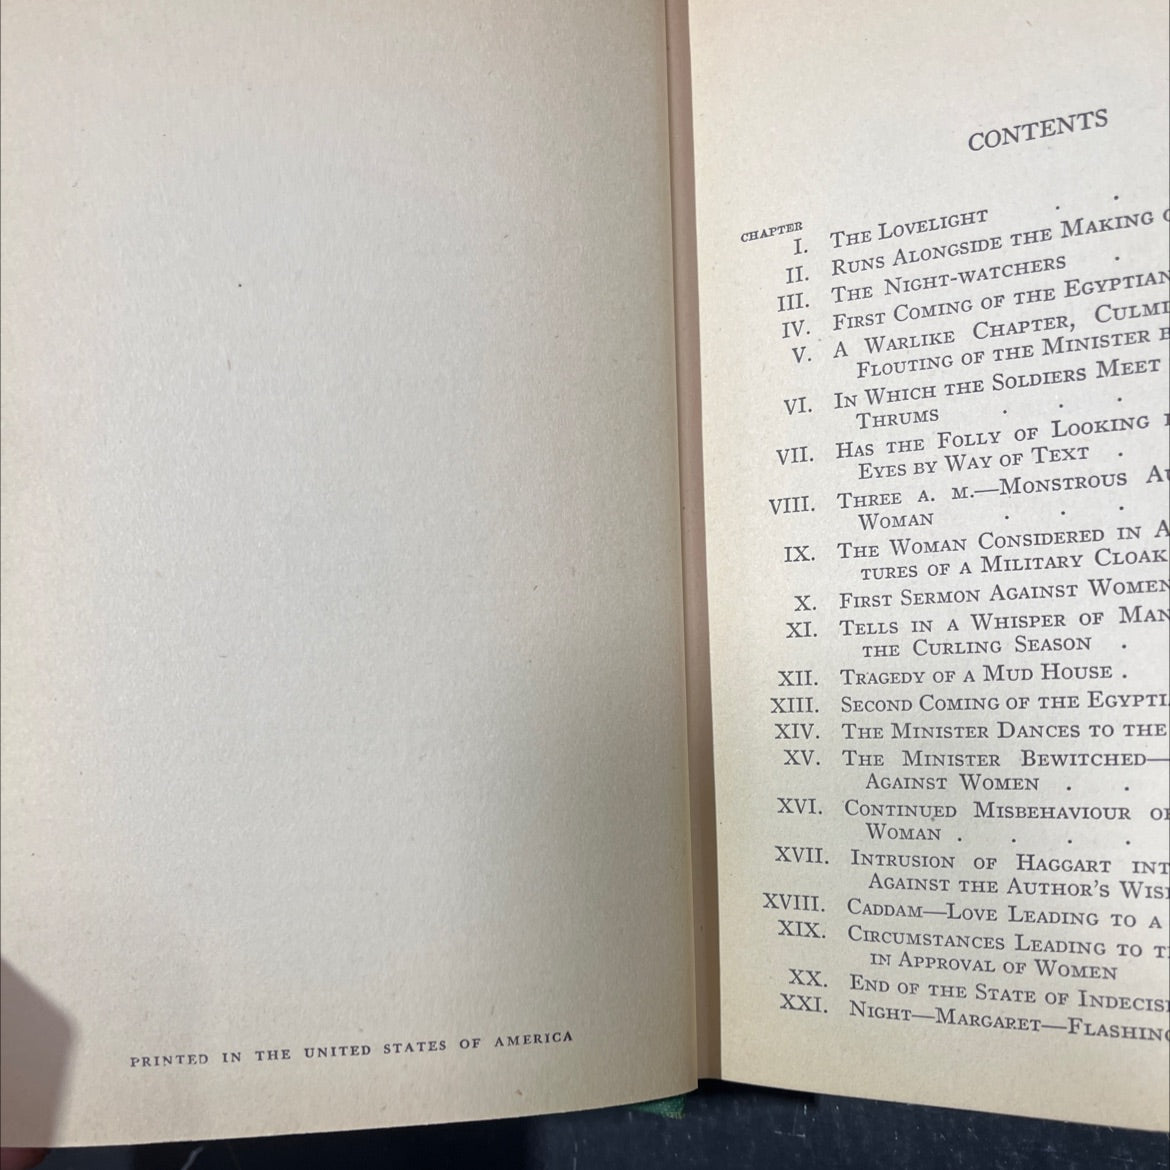 PRINTED IN THE UNITED STATES OF AMERICA
CONTENTS
CHAPTER
I. THE LOVELIGHT . .
II. RUNS ALONGSIDE THE MAKING
III. THE NIGHT-WATCHERS .
IV. FIRST COMING OF THE EGYPTIAN
V. A WARLIKE CHAPTER,
FLOUTING OF THE MINISTER
VI. IN WHICH THE SOLDIERS MEET
THRUMS . . .
VII. HAS THE FOLLY OF LOOKING
EYES BY WAY OF TEXT .
VIII. THREE A. M.—MONSTROUS
WOMAN . . .
IX. THE WOMAN CONSIDERED IN
TURES OF A MILITARY CLOAK
X. FIRST SERMON AGAINST WOMEN
XI. TELLS IN A WHISPER OF
THE CURLING SEASON .
XII. TRAGEDY OF A MUD HOUSE .
XIII. SECOND COMING OF THE
XIV. THE MINISTER DANCES TO THE
XV. THE MINISTER BEWITCHED—
AGAINST WOMEN . .
XVI. CONTINUED MISBEHAVIOUR
WOMAN . . . .
XVII. INTRUSION OF HAGGART
AGAINST THE AUTHOR'S
XVIII. CADDAM—LOVE LEADING TO A
XIX. CIRCUMSTANCES LEADING TO
IN APPROVAL OF WOMEN
XX. END OF THE STATE OF
XXI. NIGHT—MARGARET—FLASHING